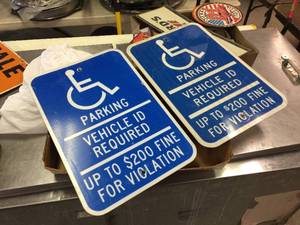 PARKING
VEHICLE ID
REQUIRED
UP TO $200 FINE
FOR VIOLATION
PARKING
VEHICLE ID
REQUIRED
UP TO $200 FINE
FOR VIOLATION